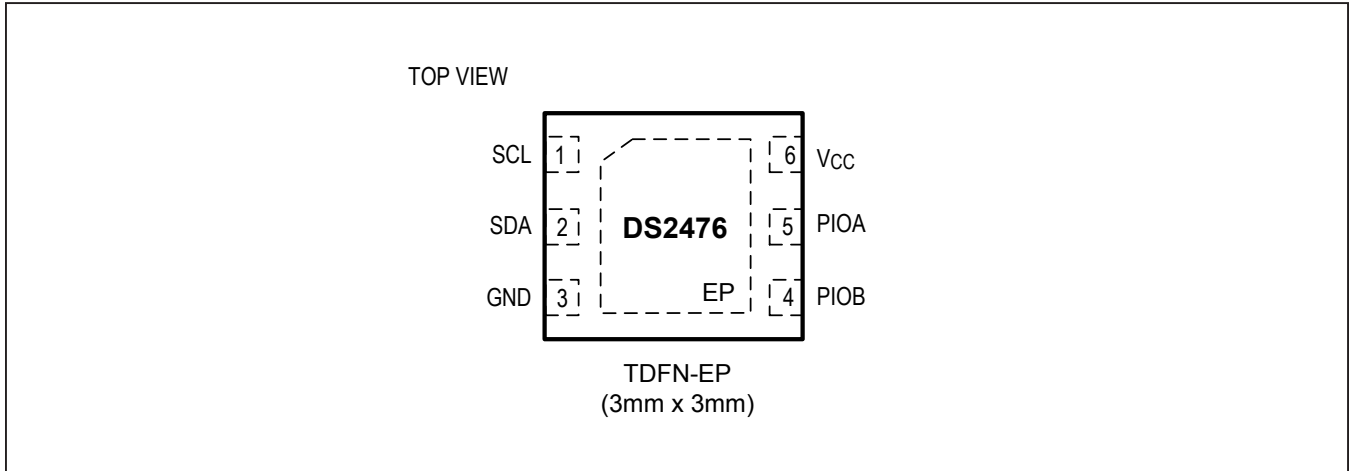 TOP VIEW
SCL 1
6 VCC
SDA 2
DS2476
5 PIOA
GND 3
EP
4 PIOB
TDFN-EP
(3mm x 3mm)